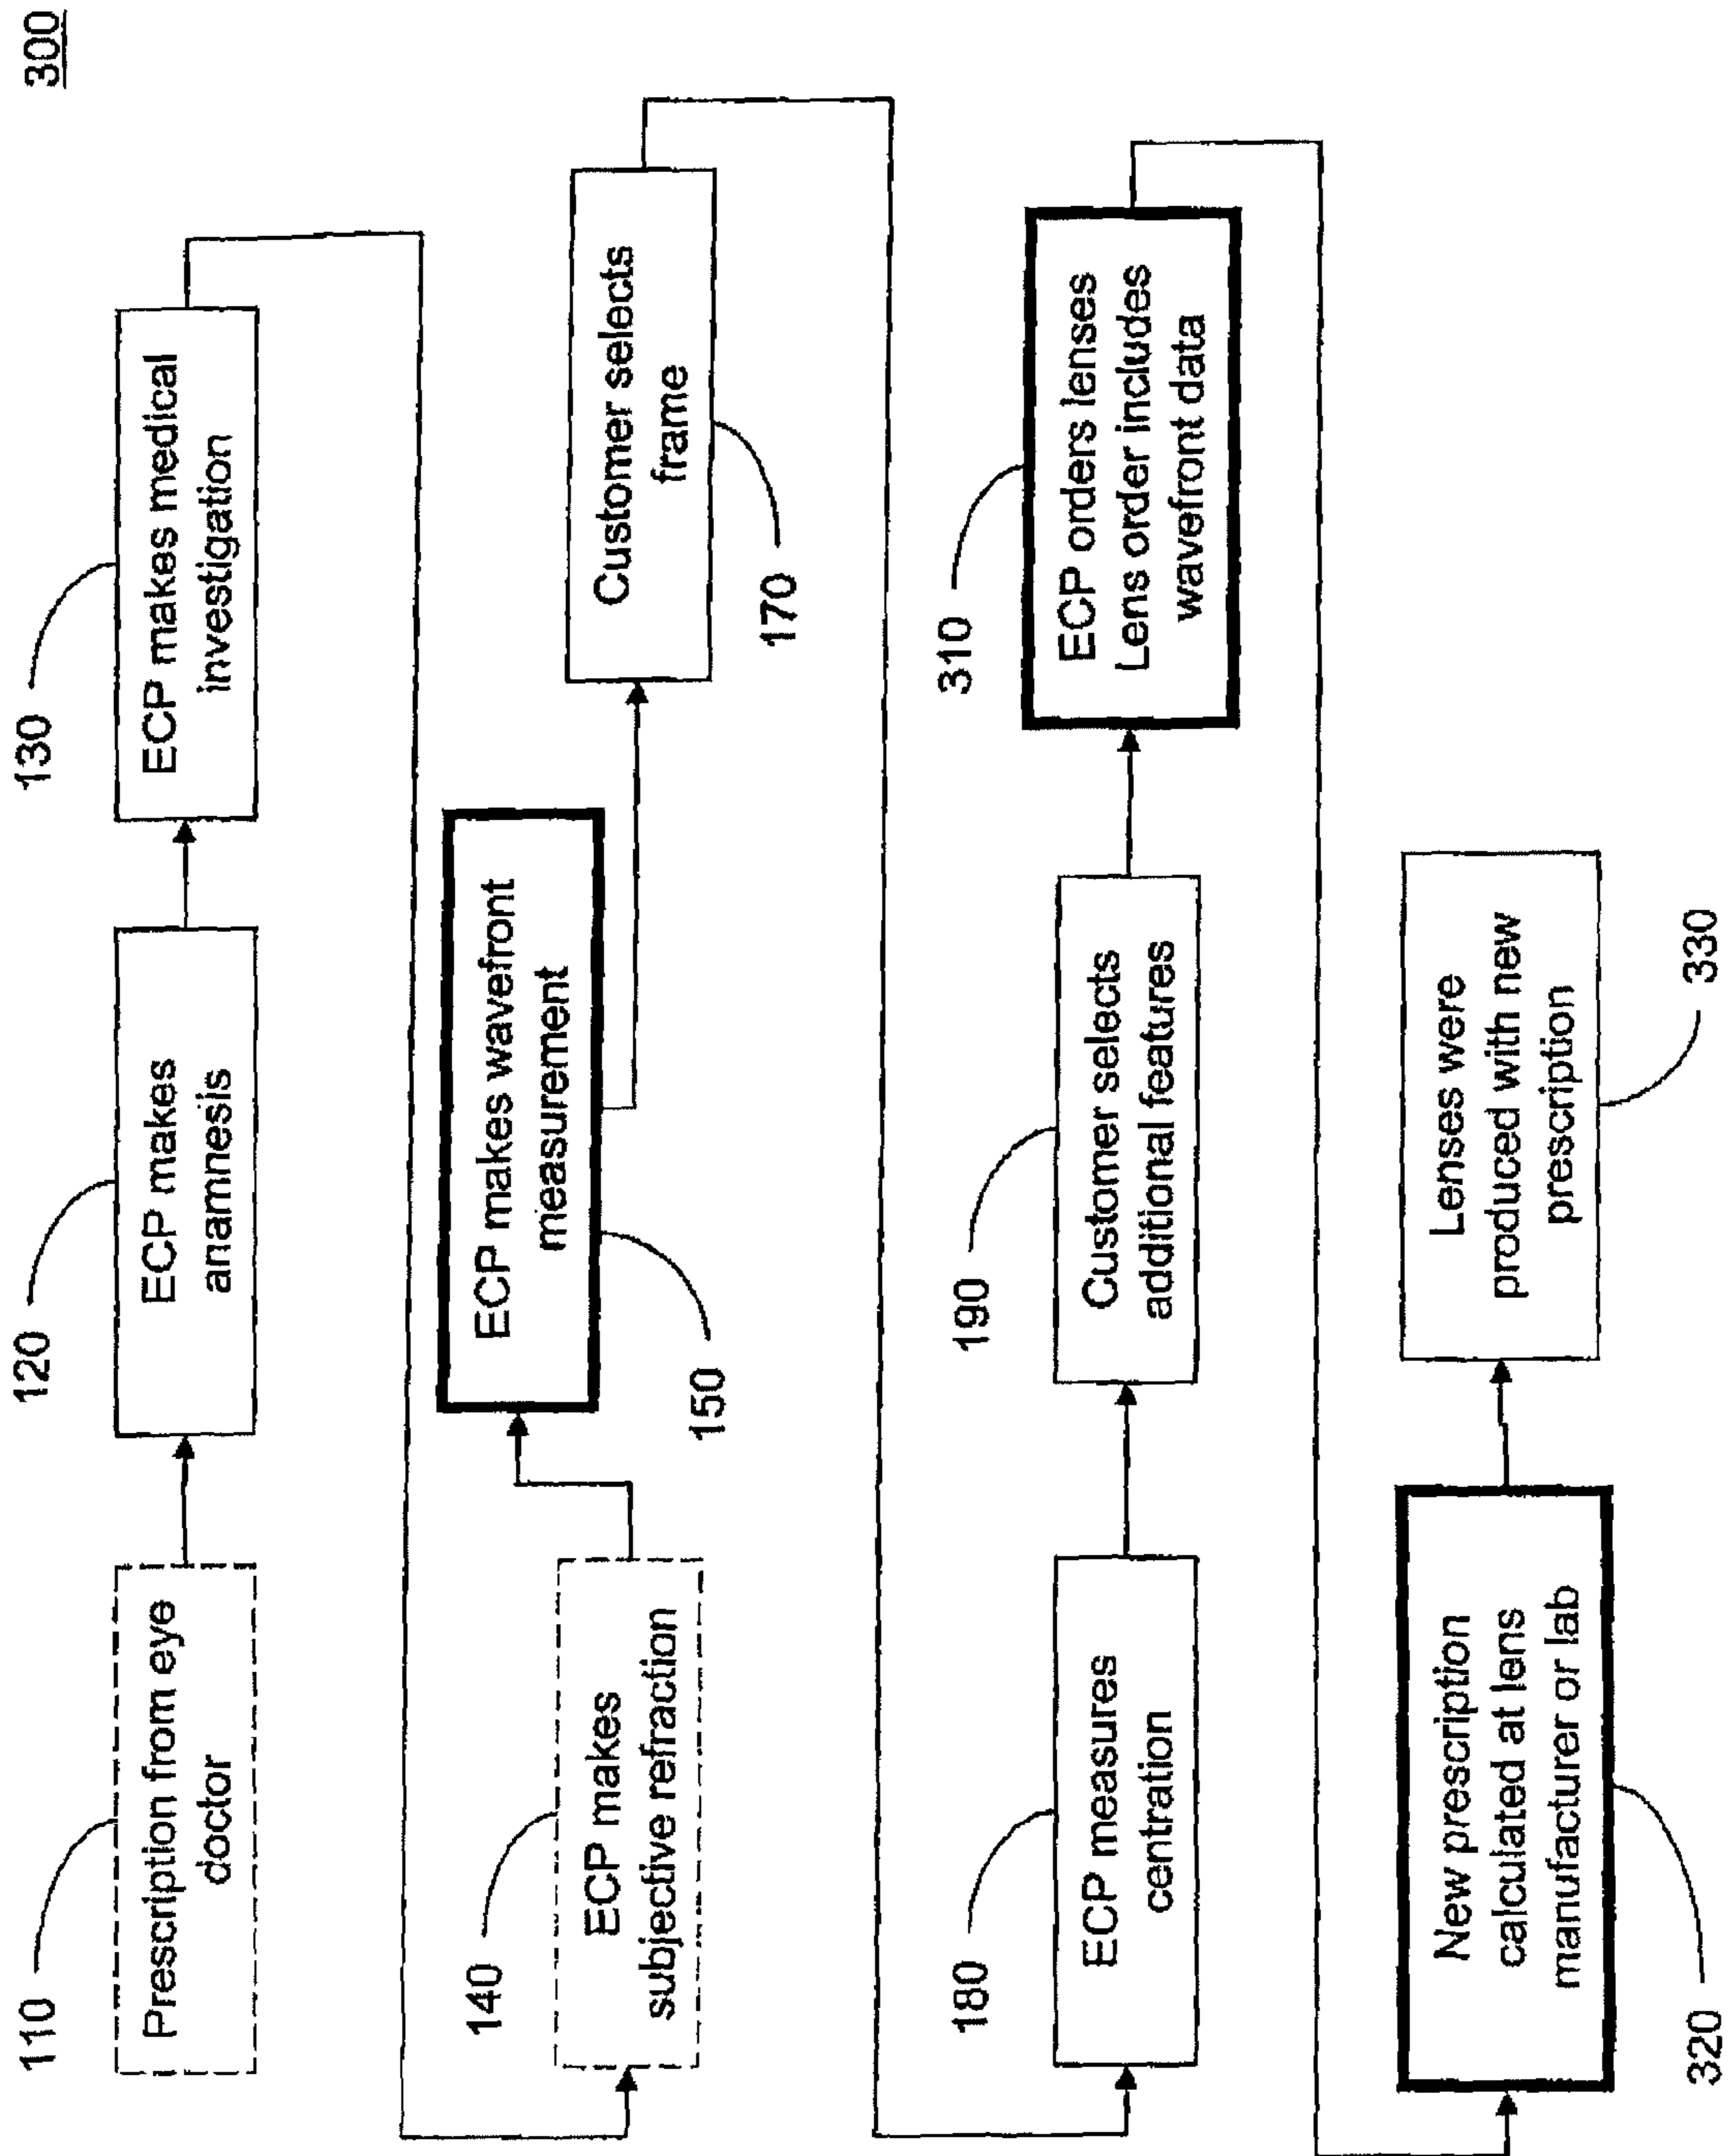 300
110
Prescription from eye
doctor
120
ECP makes
anamnesis
130
ECP makes medical
investigation
140
ECP makes
subjective refraction
150
ECP makes wavefront
measurement
170
Customer selects
frame
180
ECP measures
centration
190
Customer selects
additional features
310
ECP orders lenses
Lens order includes
wavefront data
320
New prescription
calculated at lens
manufacturer or lab
330
Lenses were
produced with new
prescription